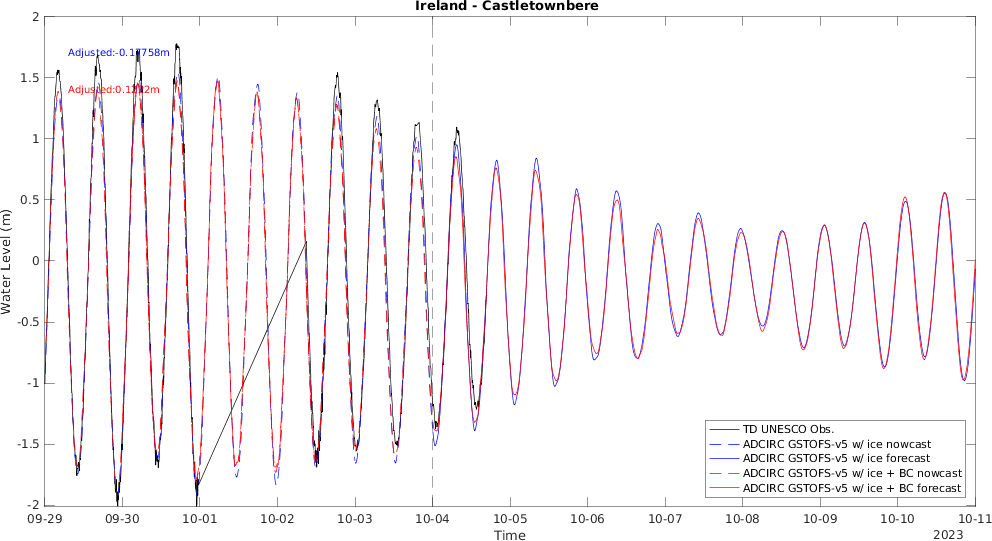 Ireland - Castletownbere
Water Level (m)
2
1.5
1
0.5
0
-0.5
-1
-1.5
-2
09-29
09-30
10-01
10-02
10-03
10-04
10-05
10-06
10-07
10-08
10-09
10-10
10-11
Time
2023
TD UNESCO Obs.
ADCIRC GSTOFS-v5 w/ ice nowcast
ADCIRC GSTOFS-v5 w/ ice forecast
ADCIRC GSTOFS-v5 w/ ice + BC nowcast
ADCIRC GSTOFS-v5 w/ ice + BC forecast